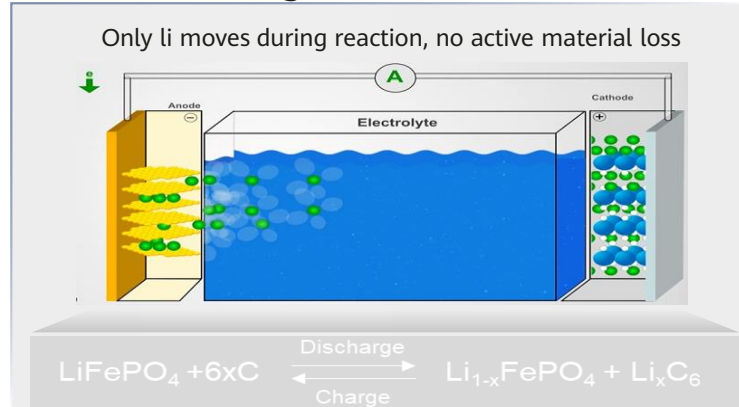 Only li moves during reaction, no active material loss
e
A
Anode
Cathode
−
+
Electrolyte
Discharge
LiFePO₄ +6xC
Li₁₋ₓFePO₄ + LiₓC₆
Charge